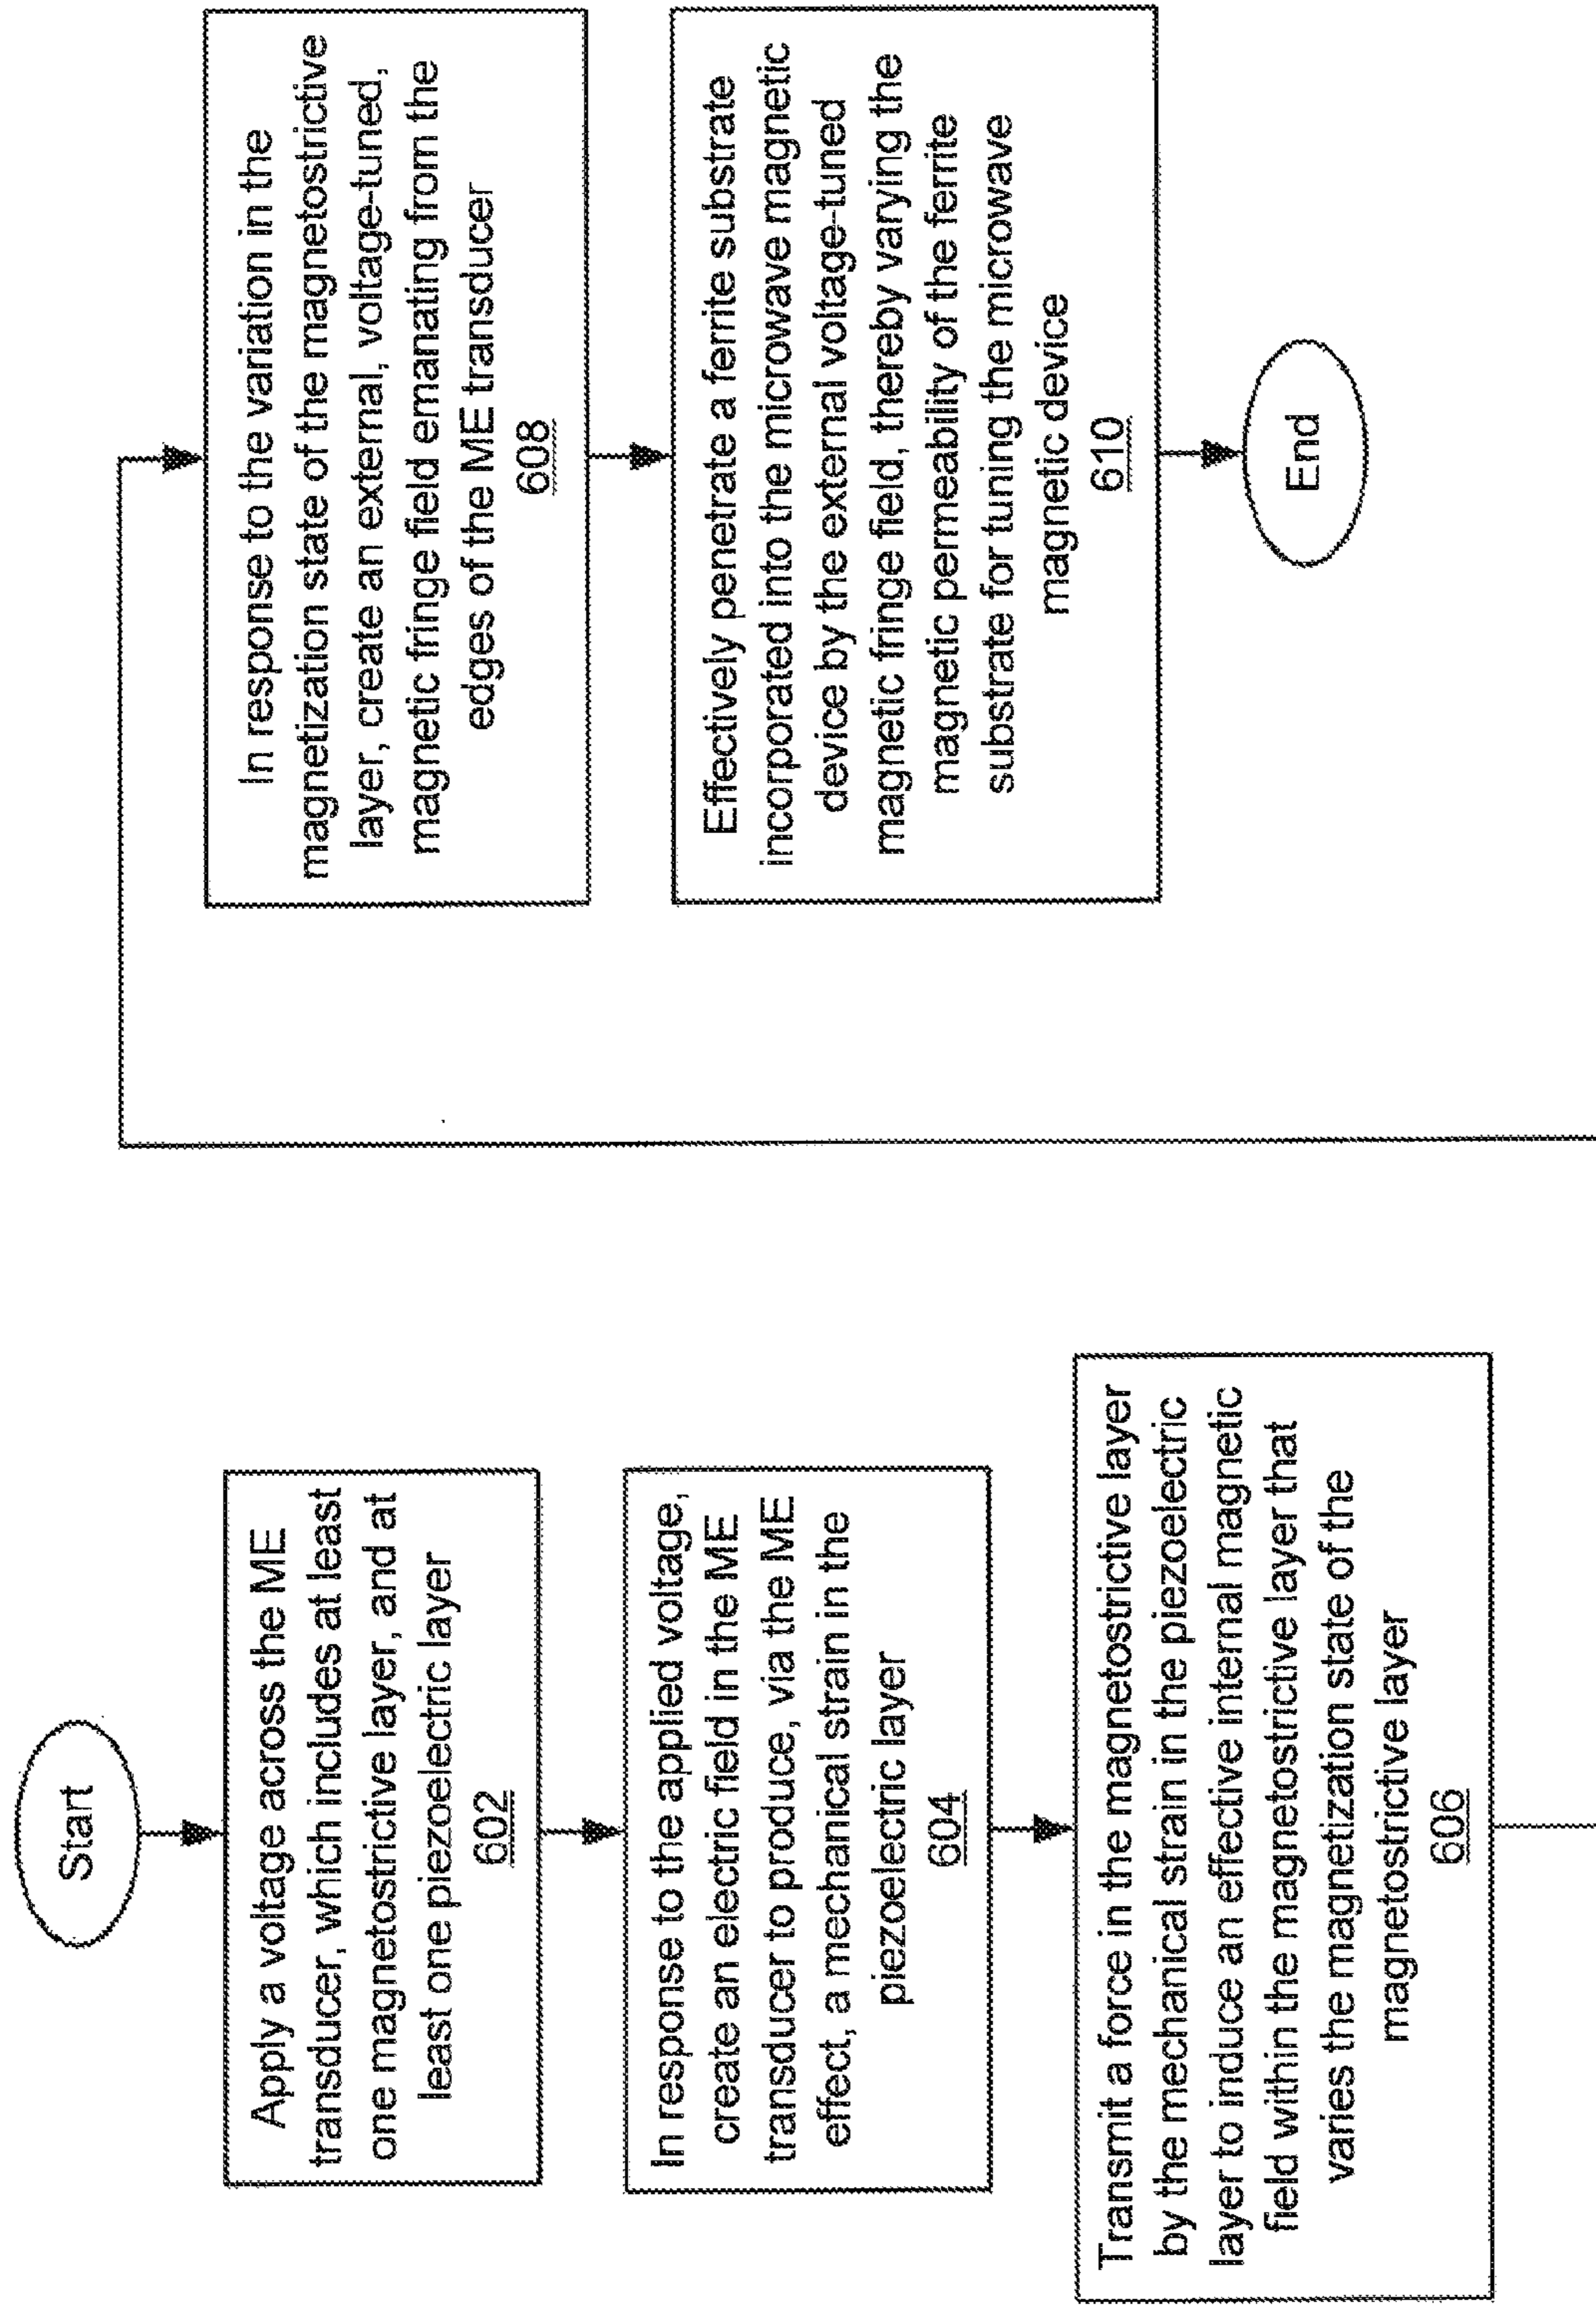 Start
Apply a voltage across the ME
transducer, which includes at least
one magnetostrictive layer, and at
least one piezoelectric layer
602
In response to the applied voltage,
create an electric field in the ME
transducer to produce, via the ME
effect, a mechanical strain in the
piezoelectric layer
604
Transmit a force in the magnetostrictive layer
by the mechanical strain in the piezoelectric
layer to induce an effective internal magnetic
field within the magnetostrictive layer that
varies the magnetization state of the
magnetostrictive layer
606
In response to the variation in the
magnetization state of the magnetostrictive
layer, create an external, voltage-tuned,
magnetic fringe field emanating from the
edges of the ME transducer
608
Effectively penetrate a ferrite substrate
incorporated into the microwave magnetic
device by the external voltage-tuned
magnetic fringe field, thereby varying the
magnetic permeability of the ferrite
substrate for tuning the microwave
magnetic device
610
End